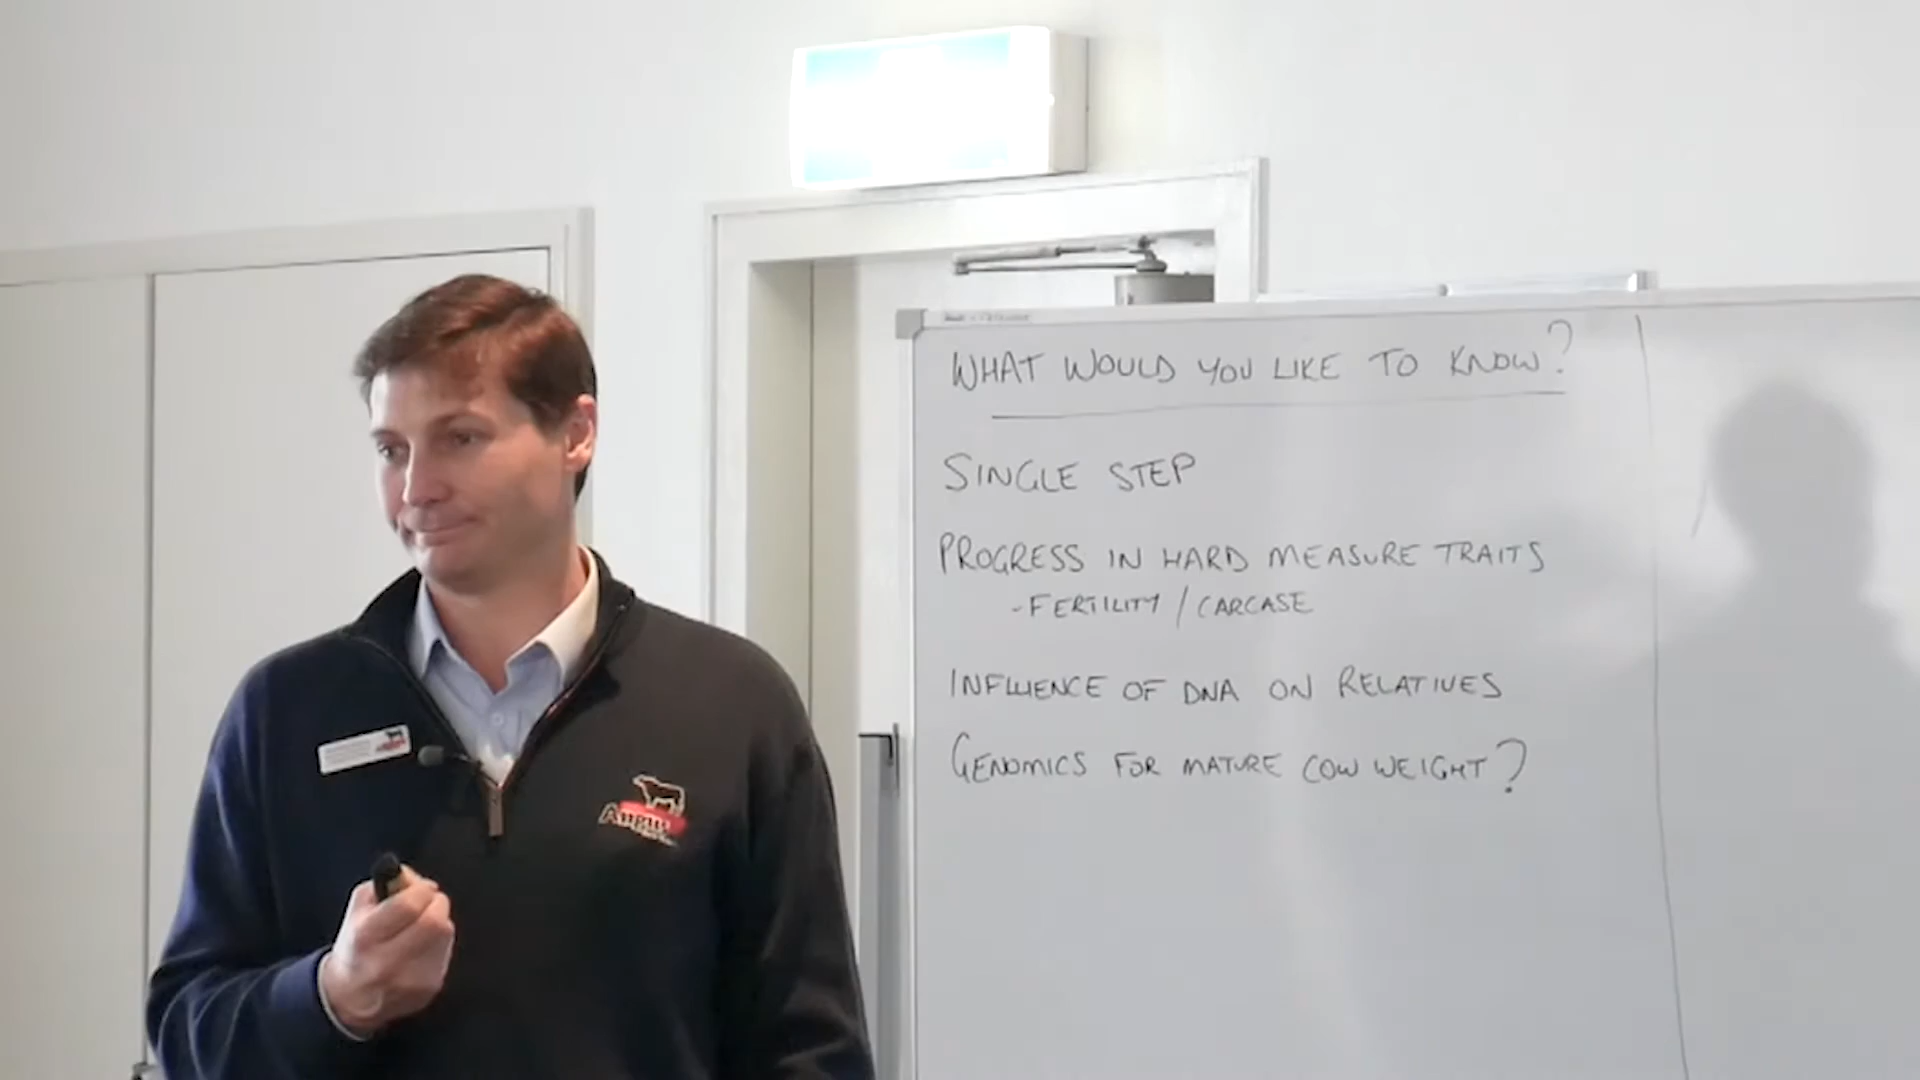 WHAT WOULD YOU LIKE TO KNOW?
SINGLE STEP
PROGRESS IN HARD MEASURE TRAITS
- FERTILITY / CARCASE
INFLUENCE OF DNA ON RELATIVES
GENOMICS FOR MATURE COW WEIGHT?
Angus